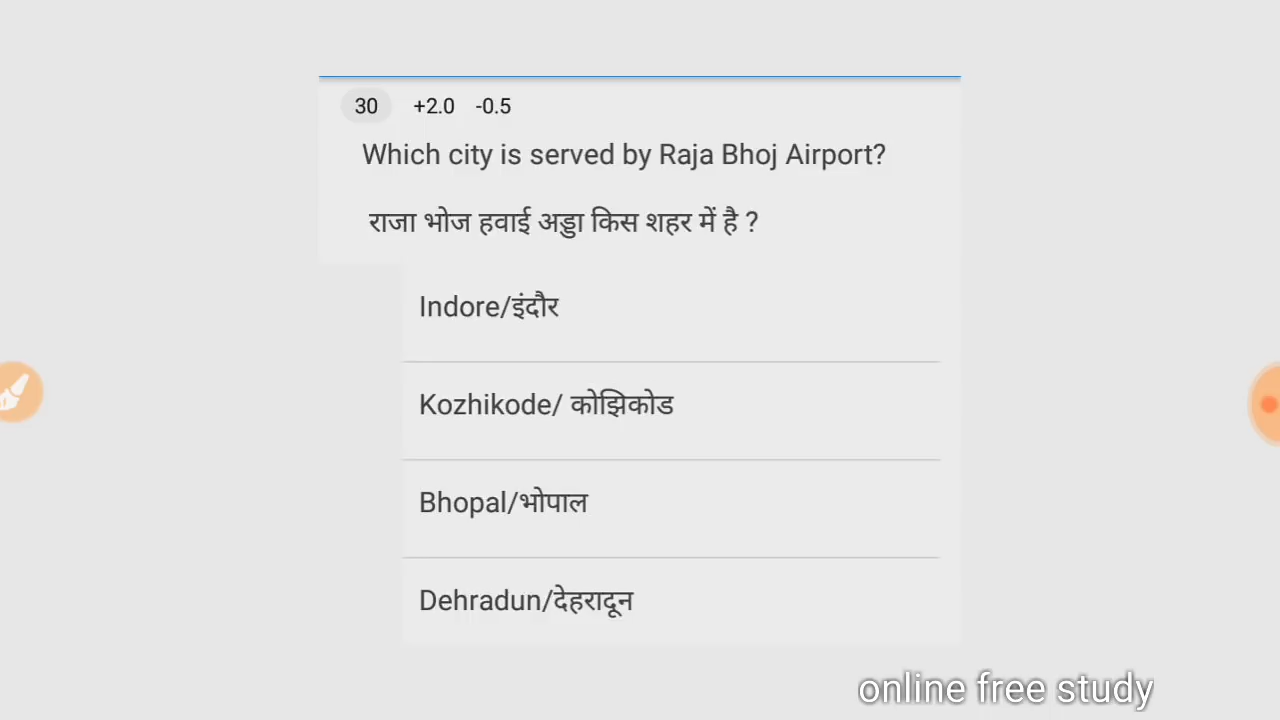 30 +2.0 -0.5
Which city is served by Raja Bhoj Airport?
राजा भोज हवाई अड्डा किस शहर में है ?
Indore/इंदौर
Kozhikode/ कोझिकोड
Bhopal/भोपाल
Dehradun/देहरादून
online free study